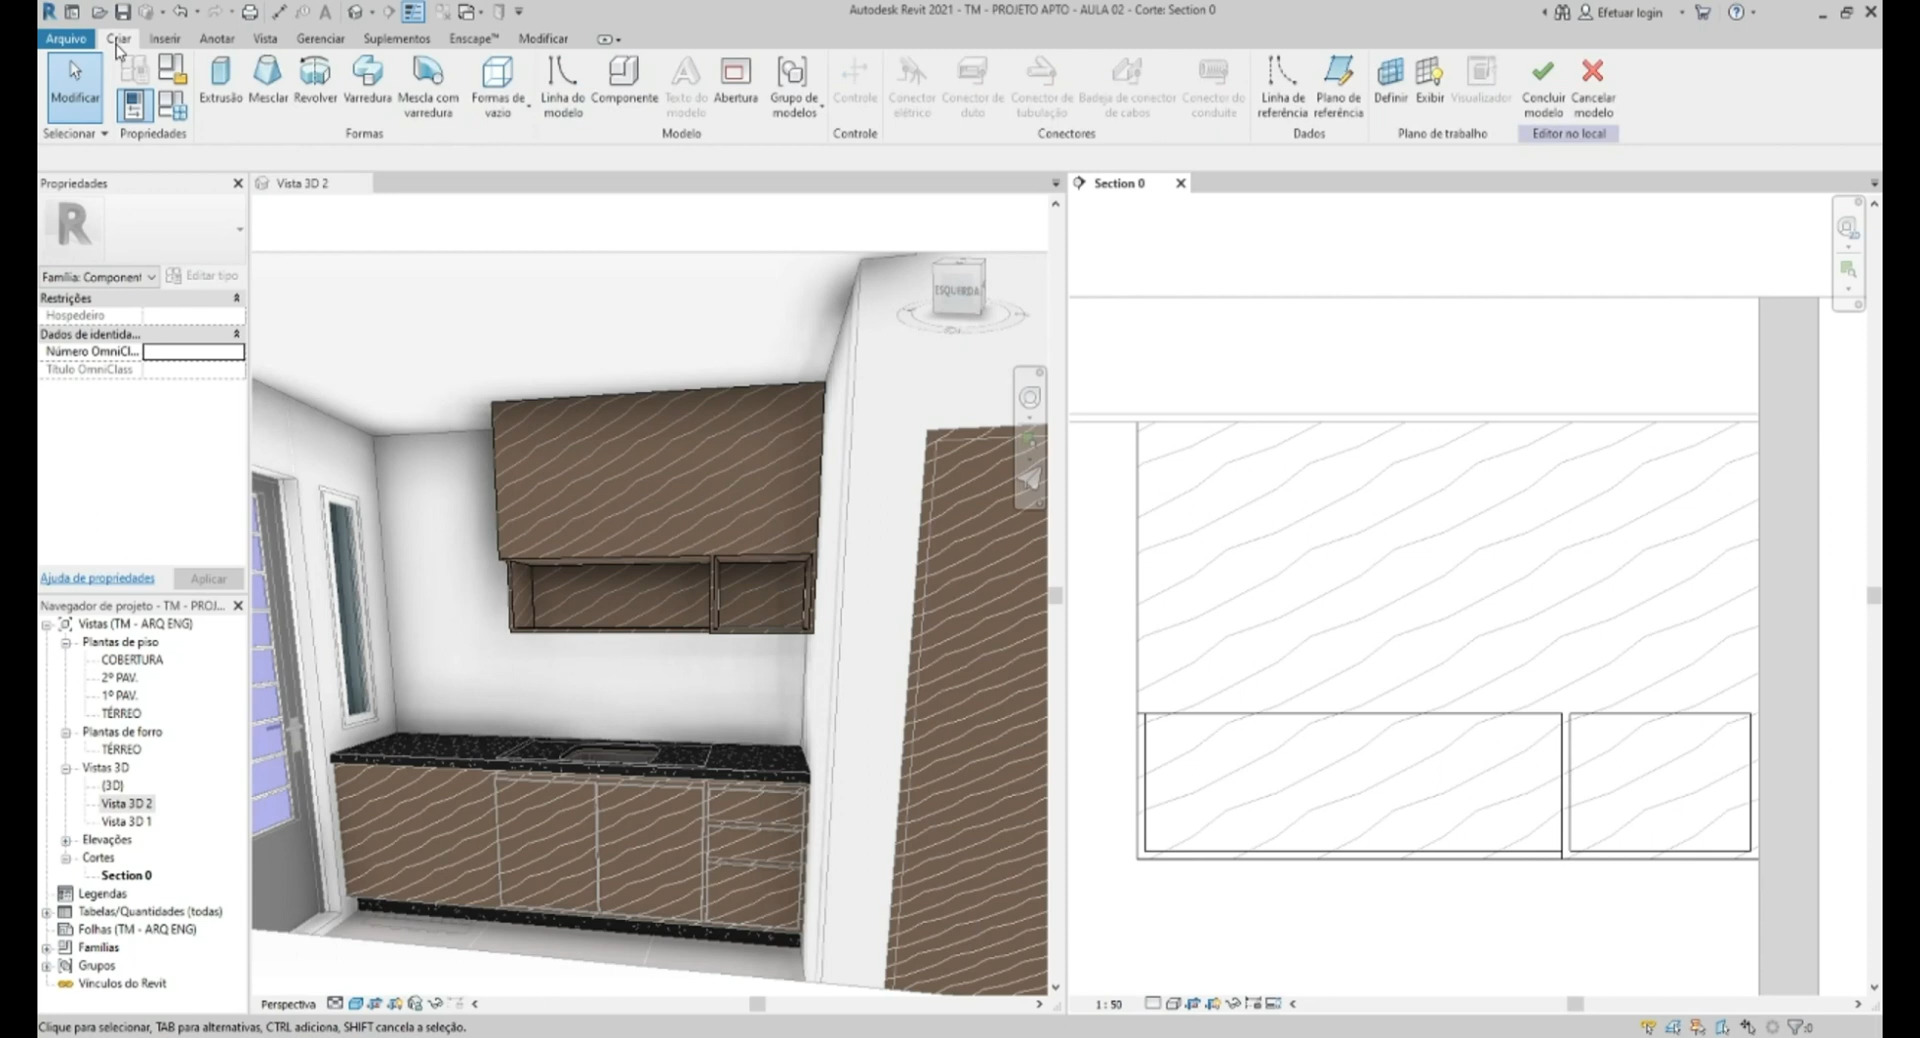 Autodesk Revit 2021 - TM - PROJETO APTO - AULA 02 - Corte: Section 0
Efetuar login
Arquivo Criar Inserir Anotar Vista Gerenciar Suplementos Enscape™ Modificar
Modificar
Extrusão Mesclar Revolver Varredura Mescla com varredura Formas de vazio
Linha do modelo Componente Texto do modelo Abertura Grupo de modelos
Controle
Conector elétrico Conector de duto Conector de tubulação Badeja de conector de cabos Conector do conduite
Linha de referência Plano de referência
Definir Exibir Visualizador
Concluir modelo Cancelar modelo
Selecionar Propriedades Formas Modelo Controle Conectores Dados Plano de trabalho Editor no local
Propriedades
Vista 3D 2
Section 0
R
Família: Component
Editar tipo
Restrições
Hospedeiro
Dados de identida...
Número OmniCl...
Título OmniClass
ESQUERDA
Ajuda de propriedades
Aplicar
Navegador de projeto - TM - PROJ...
Vistas (TM - ARQ ENG)
Plantas de piso
COBERTURA
2º PAV.
1º PAV.
TÉRREO
Plantas de forro
TÉRREO
Vistas 3D
(3D)
Vista 3D 2
Vista 3D 1
Elevações
Cortes
Section 0
Legendas
Tabelas/Quantidades (todas)
Folhas (TM - ARQ ENG)
Famílias
Grupos
Vínculos do Revit
Perspectiva
1 : 50
Clique para selecionar, TAB para alternativas, CTRL adiciona, SHIFT cancela a seleção.
:0